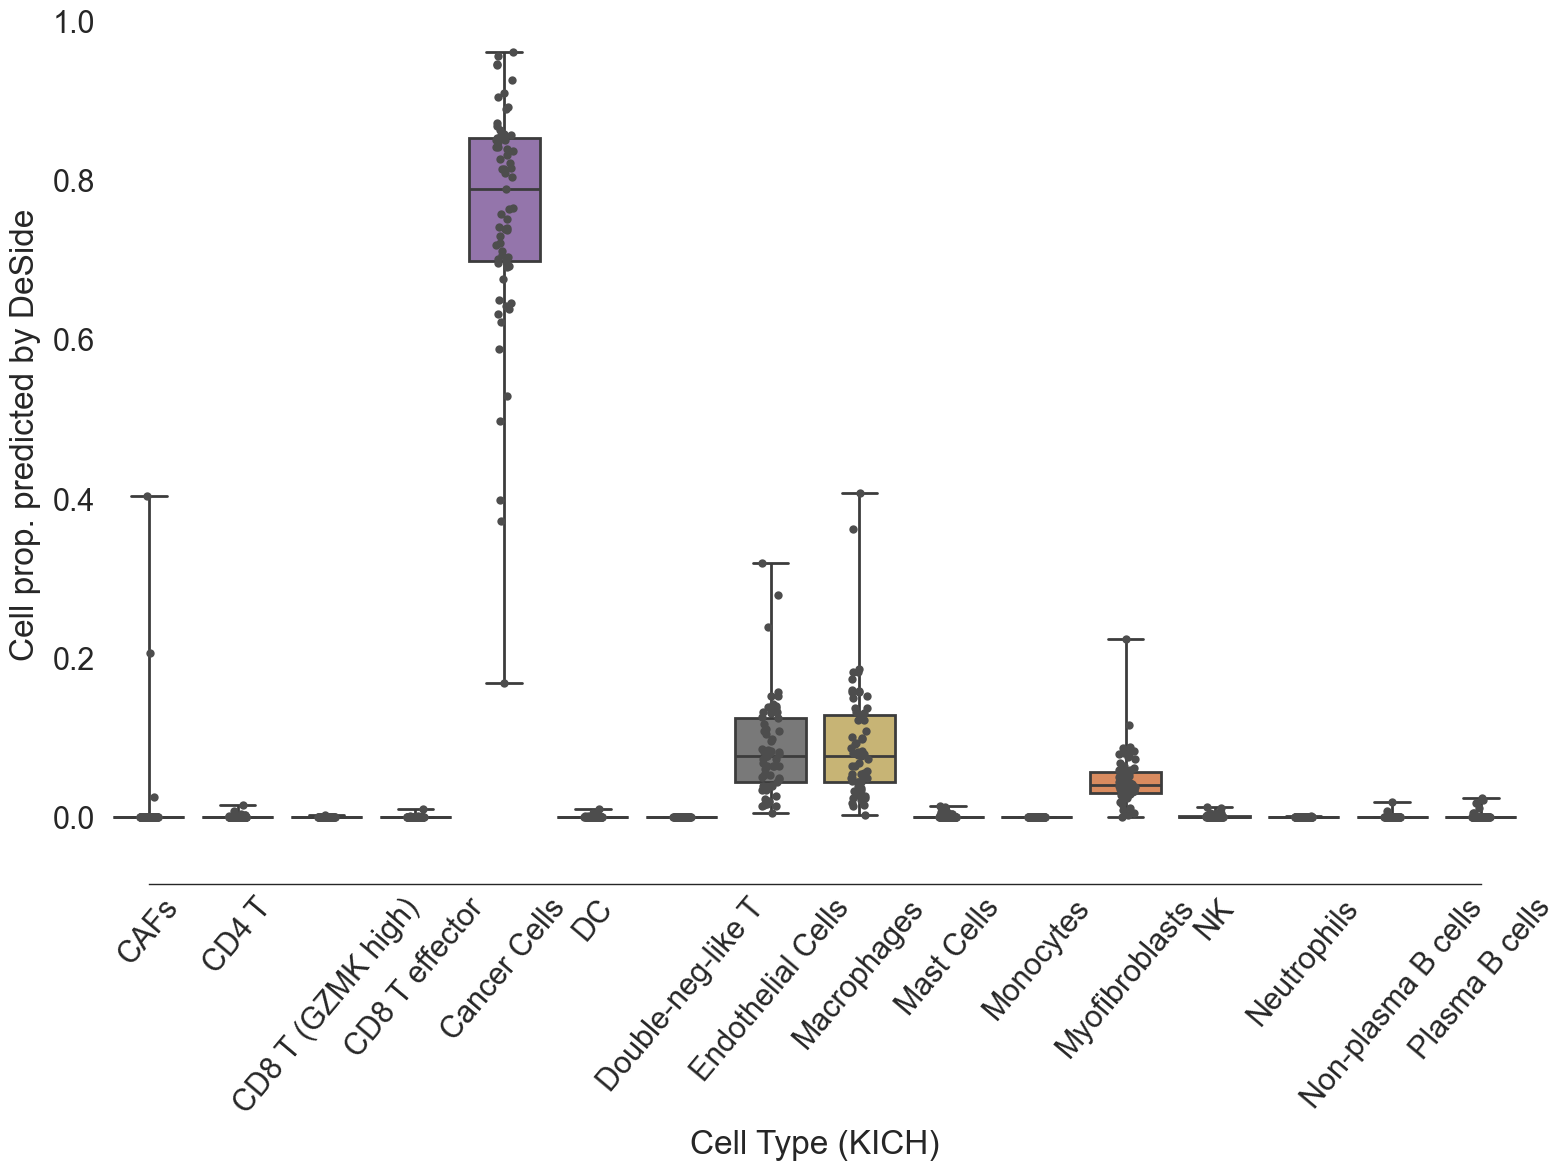 Cell prop. predicted by DeSide
1.0
0.8
0.6
0.4
0.2
0.0
CAFs
CD4 T
CD8 T (GZMK high)
CD8 T effector
Cancer Cells
DC
Double-neg-like T
Endothelial Cells
Macrophages
Mast Cells
Monocytes
Myofibroblasts
NK
Neutrophils
Non-plasma B cells
Plasma B cells
Cell Type (KICH)